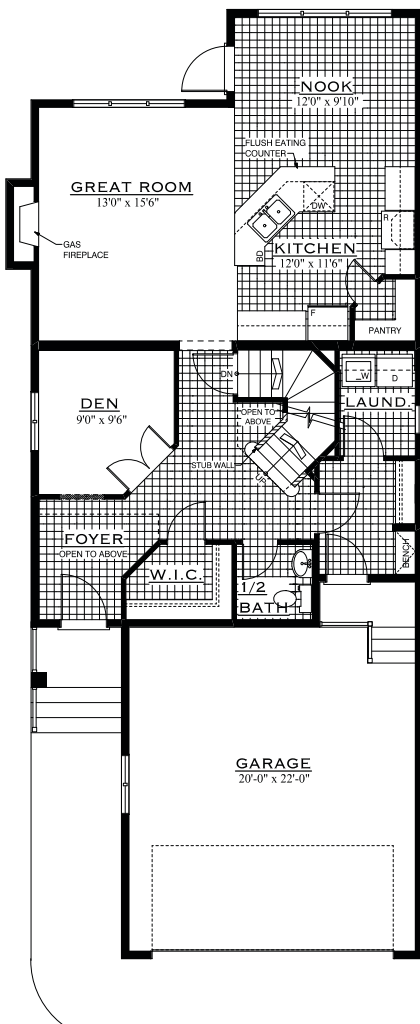 NOOK
12'0" x 9'10"
FLUSH EATING
COUNTER
GREAT ROOM
13'0" x 15'6"
DW
R
GAS
FIREPLACE
BD
KITCHEN
12'0" x 11'6"
F
PANTRY
DN
W
D
LAUND.
DEN
9'0" x 9'6"
OPEN TO
ABOVE
STUB WALL
UP
FOYER
OPEN TO ABOVE
W.I.C.
1/2
BATH
BENCH
GARAGE
20'-0" x 22'-0"